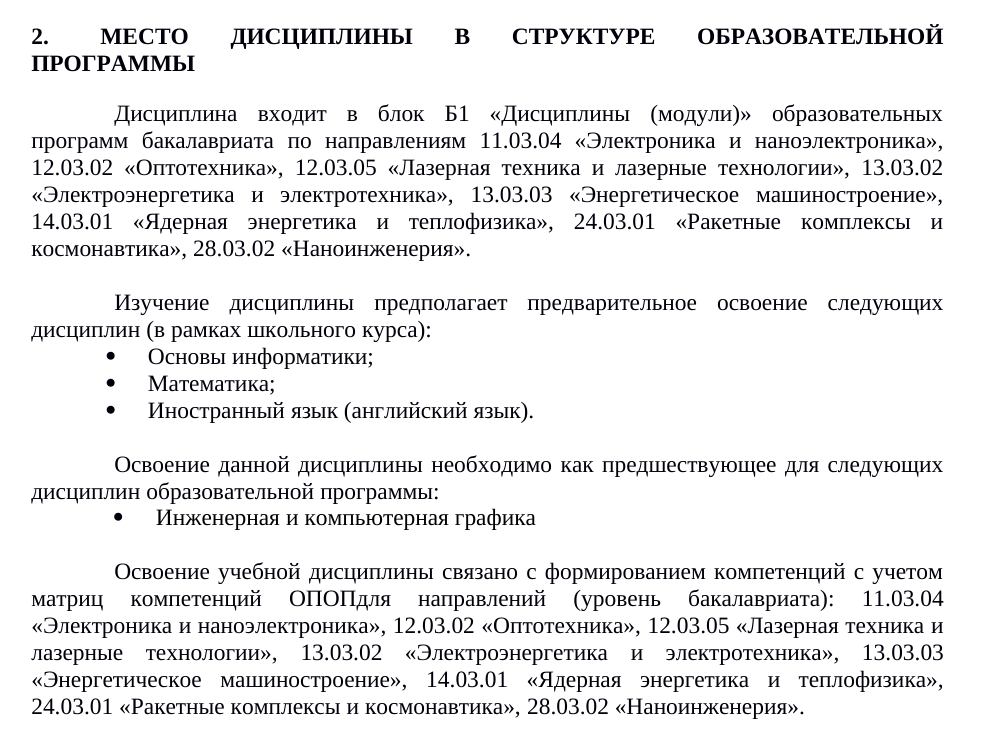 2. МЕСТО ДИСЦИПЛИНЫ В СТРУКТУРЕ ОБРАЗОВАТЕЛЬНОЙ
ПРОГРАММЫ
Дисциплина входит в блок Б1 «Дисциплины (модули)» образовательных
программ бакалавриата по направлениям 11.03.04 «Электроника и наноэлектроника»,
12.03.02 «Оптотехника», 12.03.05 «Лазерная техника и лазерные технологии», 13.03.02
«Электроэнергетика и электротехника», 13.03.03 «Энергетическое машиностроение»,
14.03.01 «Ядерная энергетика и теплофизика», 24.03.01 «Ракетные комплексы и
космонавтика», 28.03.02 «Наноинженерия».
Изучение дисциплины предполагает предварительное освоение следующих
дисциплин (в рамках школьного курса):
• Основы информатики;
• Математика;
• Иностранный язык (английский язык).
Освоение данной дисциплины необходимо как предшествующее для следующих
дисциплин образовательной программы:
• Инженерная и компьютерная графика
Освоение учебной дисциплины связано с формированием компетенций с учетом
матриц компетенций ОПОПдля направлений (уровень бакалавриата): 11.03.04
«Электроника и наноэлектроника», 12.03.02 «Оптотехника», 12.03.05 «Лазерная техника и
лазерные технологии», 13.03.02 «Электроэнергетика и электротехника», 13.03.03
«Энергетическое машиностроение», 14.03.01 «Ядерная энергетика и теплофизика»,
24.03.01 «Ракетные комплексы и космонавтика», 28.03.02 «Наноинженерия».